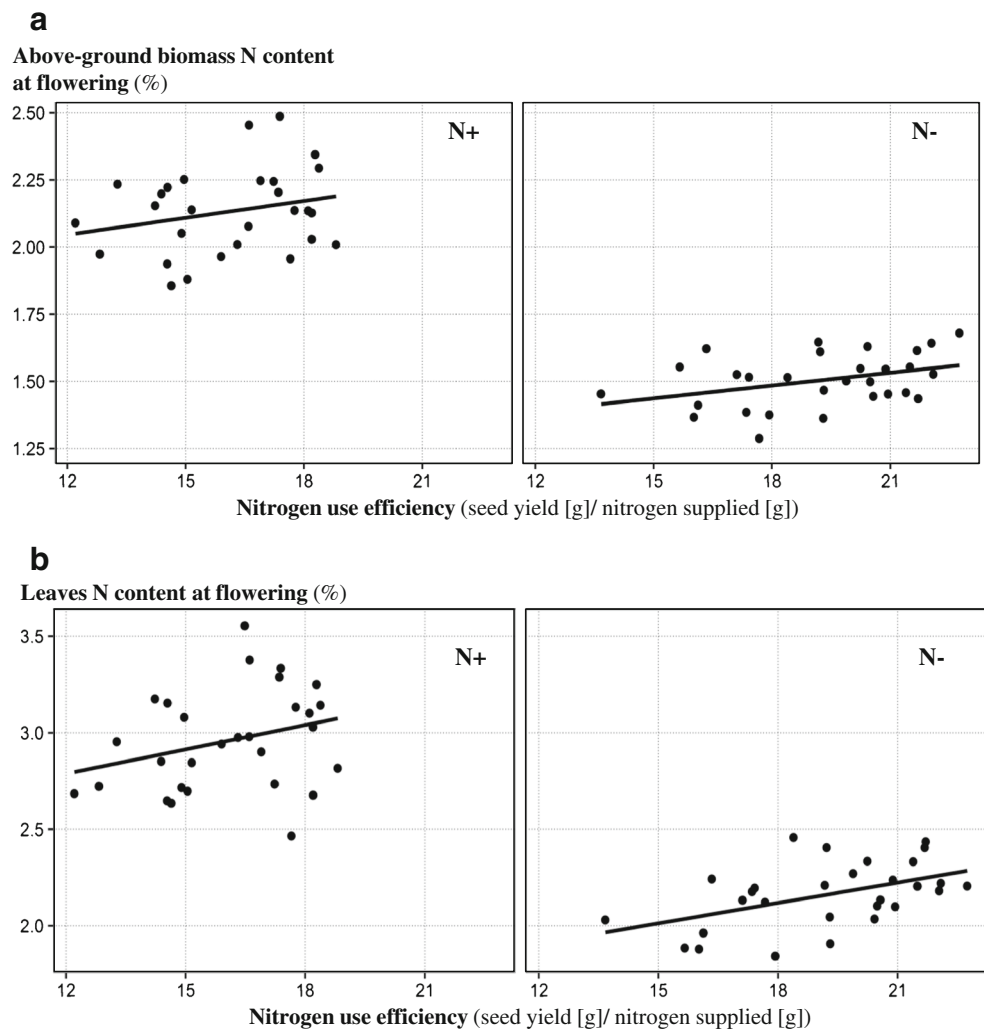 a
Above-ground biomass N content
at flowering (%)
N+
N-
2.50
2.25
2.00
1.75
1.50
1.25
12 15 18 21 12 15 18 21
Nitrogen use efficiency (seed yield [g]/ nitrogen supplied [g])
b
Leaves N content at flowering (%)
N+
N-
3.5
3.0
2.5
2.0
12 15 18 21 12 15 18 21
Nitrogen use efficiency (seed yield [g]/ nitrogen supplied [g])